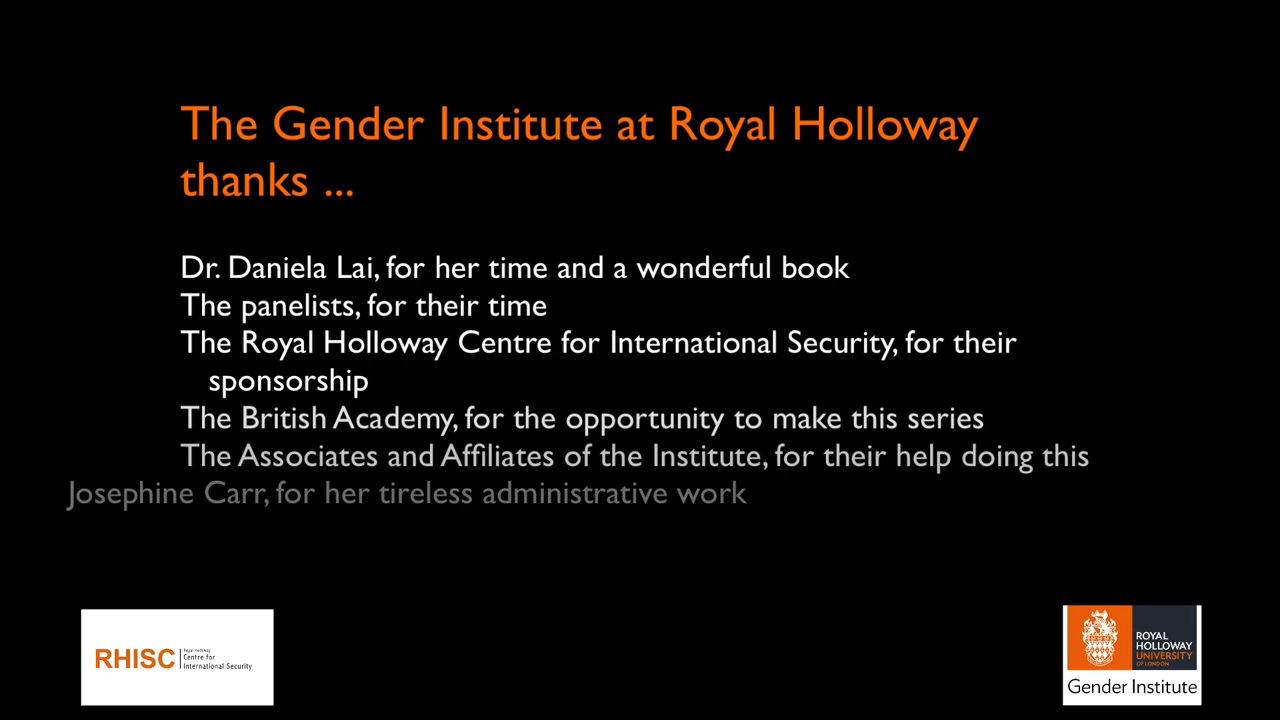 The Gender Institute at Royal Holloway
thanks ...
Dr. Daniela Lai, for her time and a wonderful book
The panelists, for their time
The Royal Holloway Centre for International Security, for their
sponsorship
The British Academy, for the opportunity to make this series
The Associates and Affiliates of the Institute, for their help doing this
Josephine Carr, for her tireless administrative work
RHISC
Royal Holloway
Centre for
International Security
ROYAL
HOLLOWAY
UNIVERSITY
OF LONDON
Gender Institute